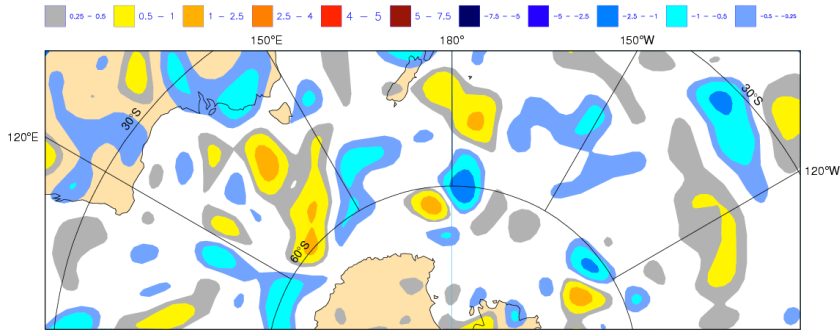 0.25 – 0.5 0.5 – 1 1 – 2.5 2.5 – 4 4 – 5 5 – 7.5 -7.5 – -5 -5 – -2.5 -2.5 – -1 -1 – -0.5 -0.5 – -0.25
150°E 180° 150°W
30°S 30°S
120°E
120°W
60°S